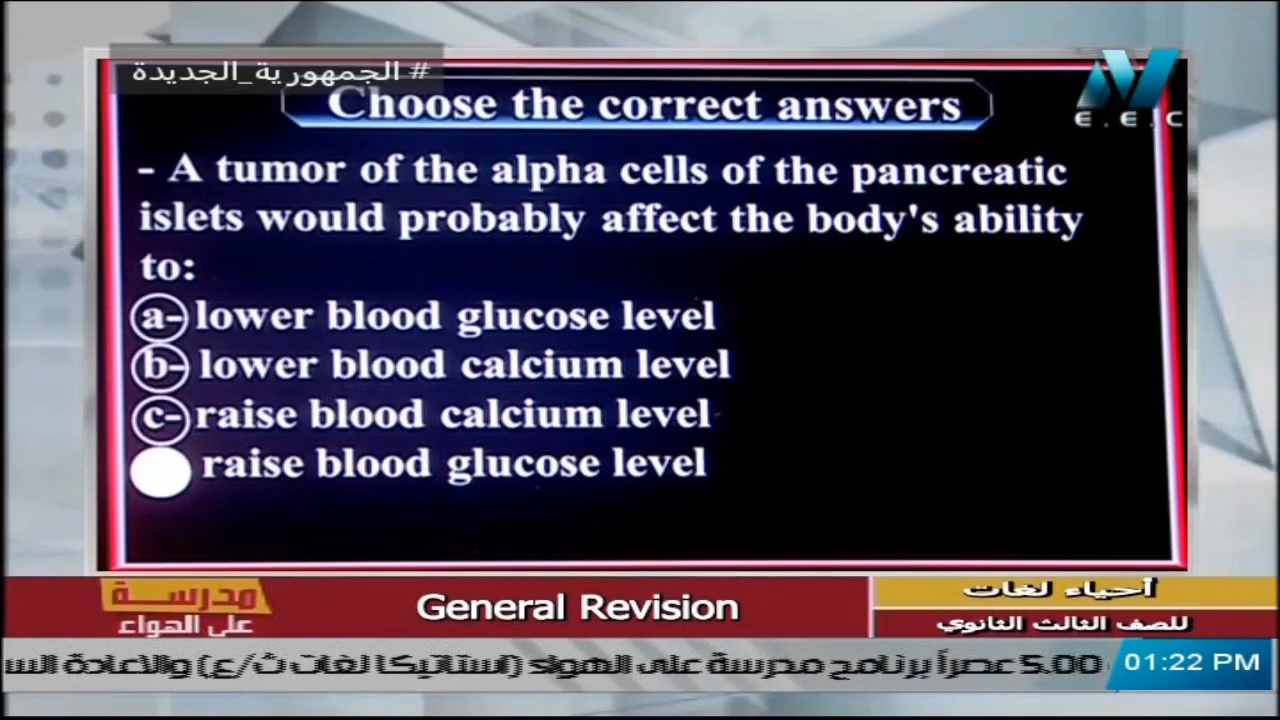 # الجمهورية_الجديدة
Choose the correct answers
E.E.C
- A tumor of the alpha cells of the pancreatic
islets would probably affect the body's ability
to:
a- lower blood glucose level
b- lower blood calcium level
c- raise blood calcium level
raise blood glucose level
مدرسة
على الهواء
General Revision
أحياء لغات
للصف الثالث الثانوي
5.00 عصراً برنامج مدرسة على الهواء (استاتيكا لغات ث/ع) والاعادة الس
01:22 PM